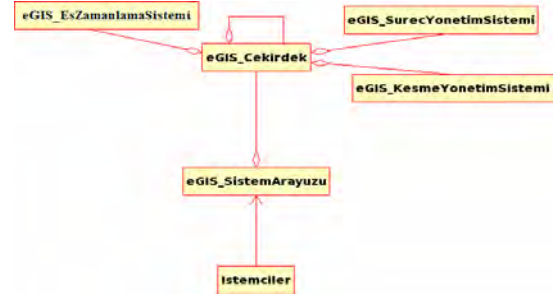 eGIS_EsZamanlamaSistemi
eGIS_SurecYonetimSistemi
eGIS_Cekirdek
eGIS_KesmeYonetimSistemi
eGIS_SistemArayuzu
Istemciler